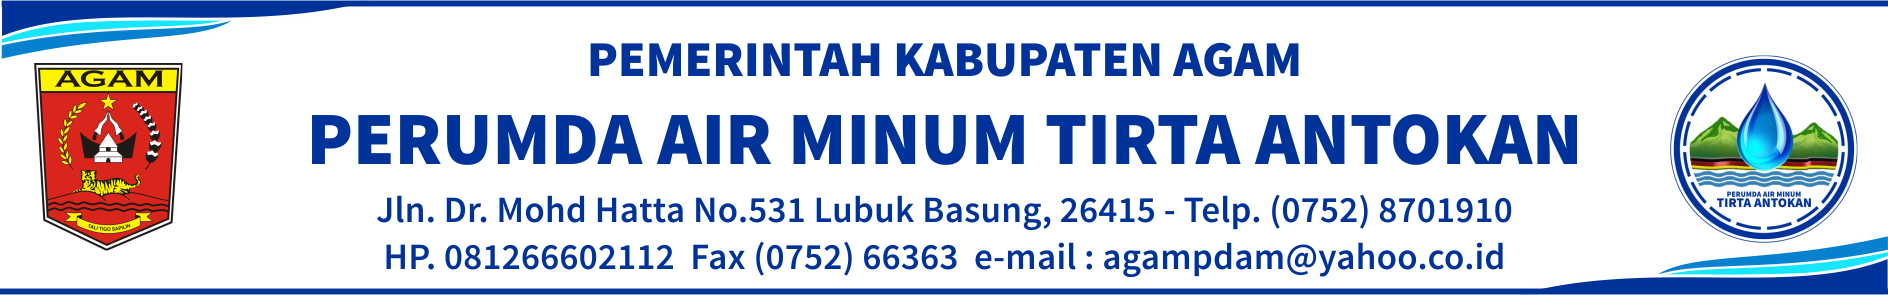 AGAM
TALI TIGO SAPILIN
PEMERINTAH KABUPATEN AGAM
PERUMDA AIR MINUM TIRTA ANTOKAN
Jln. Dr. Mohd Hatta No.531 Lubuk Basung, 26415 - Telp. (0752) 8701910
HP. 081266602112 Fax (0752) 66363 e-mail : agampdam@yahoo.co.id
PERUMDA AIR MINUM
TIRTA ANTOKAN